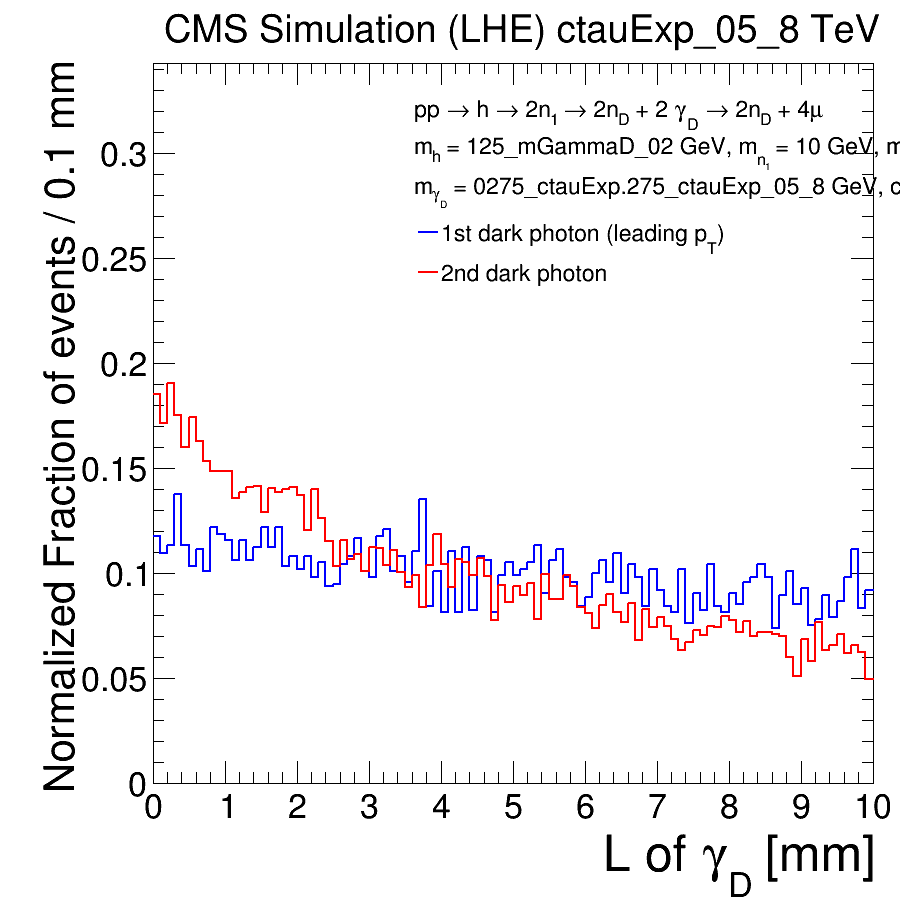 CMS Simulation (LHE) ctauExp_05_8 TeV
pp → h → 2n1 → 2nD + 2 γD → 2nD + 4μ
mh = 125_mGammaD_02 GeV, mn1 = 10 GeV, m
mγD = 0275_ctauExp.275_ctauExp_05_8 GeV, c
1st dark photon (leading pT)
2nd dark photon
Normalized Fraction of events / 0.1 mm
0.3
0.25
0.2
0.15
0.1
0.05
0
0 1 2 3 4 5 6 7 8 9 10
L of γD [mm]